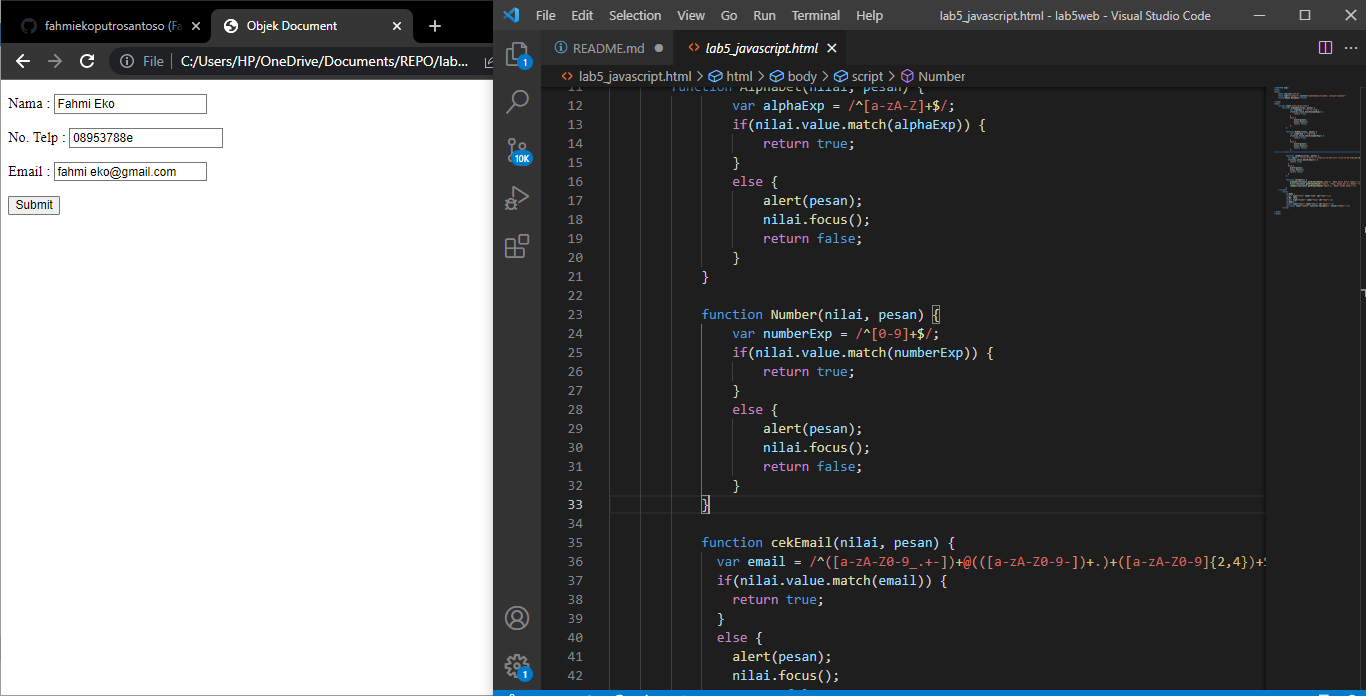 fahmiekoputrosantoso (Fa
Objek Document
File
C:/Users/HP/OneDrive/Documents/REPO/lab...
Nama :
Fahmi Eko
No. Telp :
08953788e
Email :
fahmi eko@gmail.com
Submit
File Edit Selection View Go Run Terminal Help
lab5_javascript.html - lab5web - Visual Studio Code
README.md
lab5_javascript.html
lab5_javascript.html > html > body > script > Number
1
10K
1
11 function Alphabet(nilai, pesan) {
12 var alphaExp = /^[a-zA-Z]+$/;
13 if(nilai.value.match(alphaExp)) {
14 return true;
15 }
16 else {
17 alert(pesan);
18 nilai.focus();
19 return false;
20 }
21 }
22
23 function Number(nilai, pesan) {
24 var numberExp = /^[0-9]+$/;
25 if(nilai.value.match(numberExp)) {
26 return true;
27 }
28 else {
29 alert(pesan);
30 nilai.focus();
31 return false;
32 }
33 }
34
35 function cekEmail(nilai, pesan) {
36 var email = /^([a-zA-Z0-9_.+-])+@(([a-zA-Z0-9-])+.)+([a-zA-Z0-9]{2,4})+$
37 if(nilai.value.match(email)) {
38 return true;
39 }
40 else {
41 alert(pesan);
42 nilai.focus();